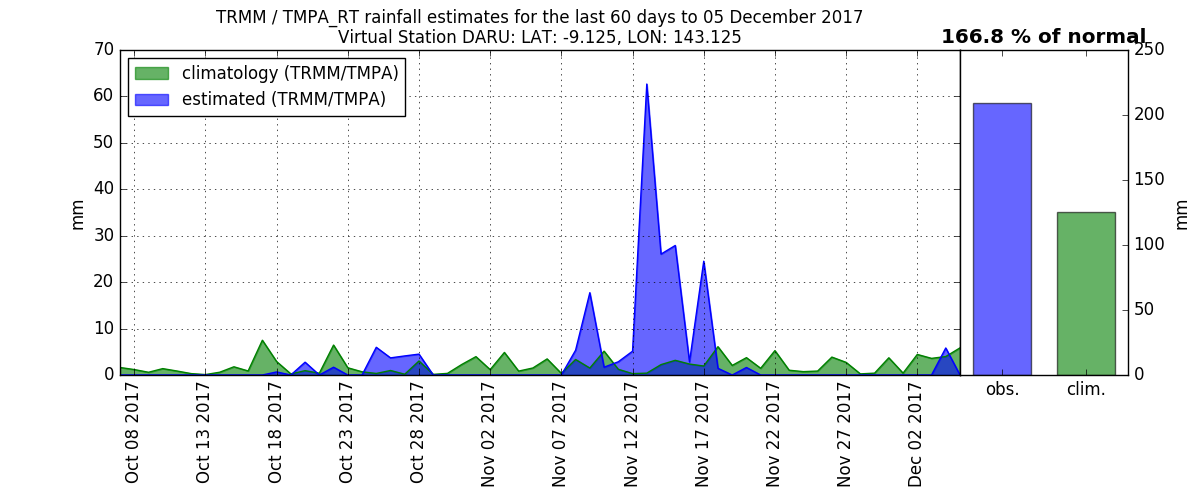 TRMM / TMPA_RT rainfall estimates for the last 60 days to 05 December 2017
Virtual Station DARU: LAT: -9.125, LON: 143.125
166.8 % of normal
climatology (TRMM/TMPA)
estimated (TRMM/TMPA)
70
60
50
40
30
20
10
0
mm
Oct 08 2017
Oct 13 2017
Oct 18 2017
Oct 23 2017
Oct 28 2017
Nov 02 2017
Nov 07 2017
Nov 12 2017
Nov 17 2017
Nov 22 2017
Nov 27 2017
Dec 02 2017
obs.
clim.
250
200
150
100
50
0
mm